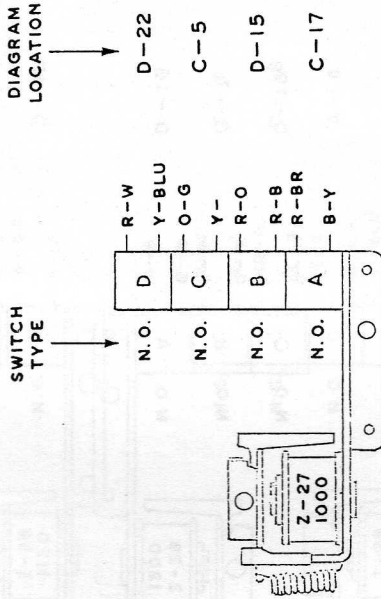 SWITCH TYPE
DIAGRAM LOCATION
N.O. D R-W D-22
Y-BLU
N.O. C O-G C-5
Y-
N.O. B R-O D-15
R-B
N.O. A R-BR C-17
B-Y
Z-27
1000